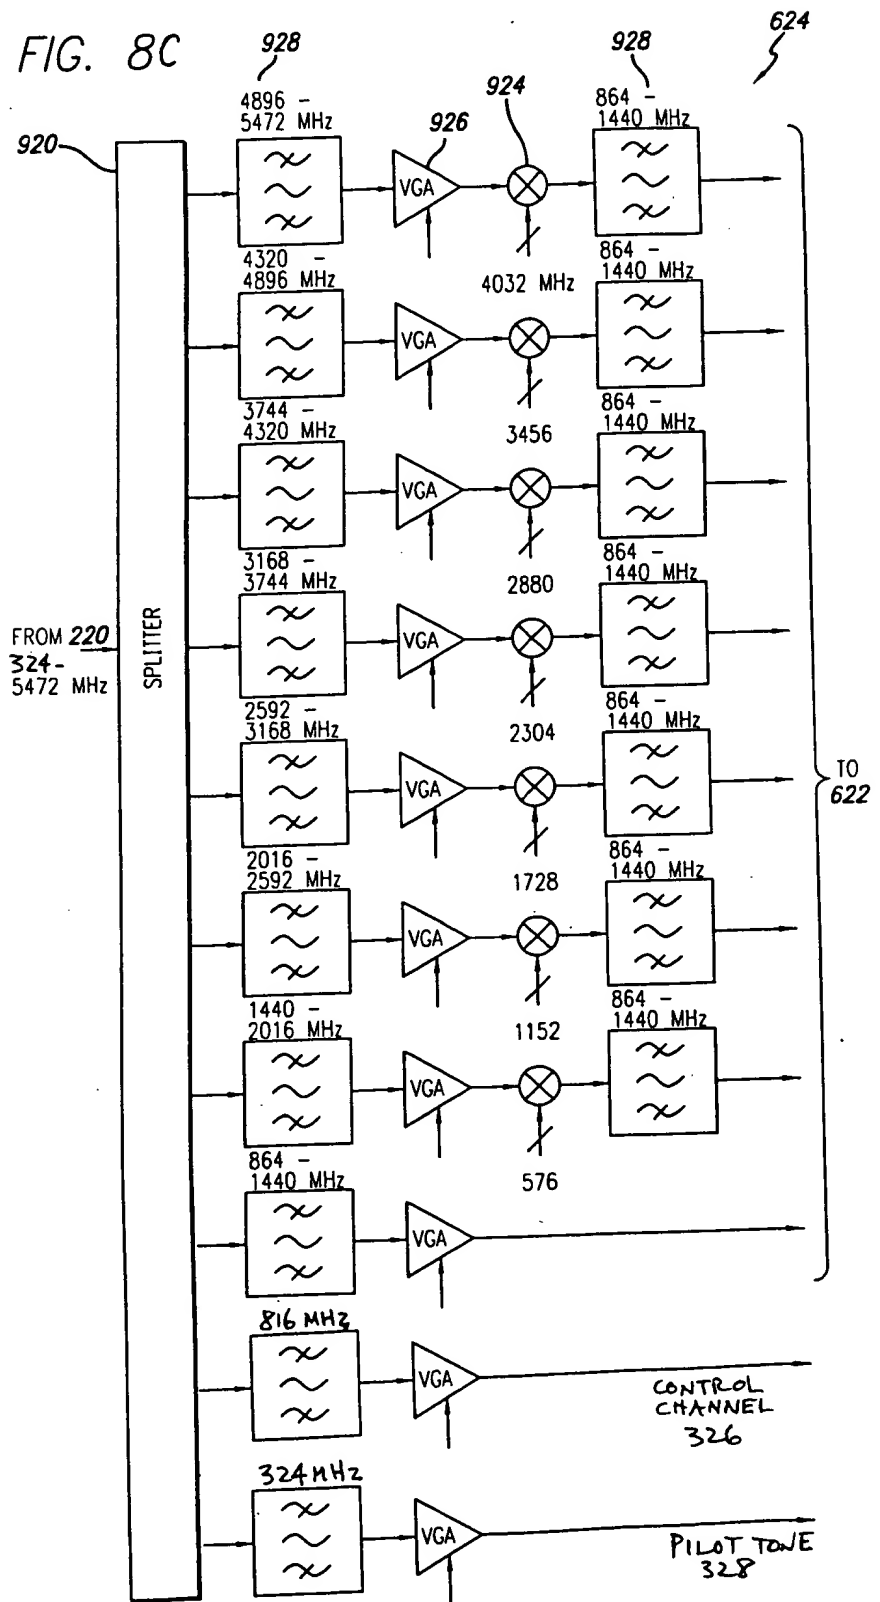 FIG. 8C
928
924
928
624
920
4896 -
5472 MHz
926
864 -
1440 MHz
VGA
4032 MHz
4320 -
4896 MHz
864 -
1440 MHz
VGA
3456
3744 -
4320 MHz
864 -
1440 MHz
VGA
2880
3168 -
3744 MHz
864 -
1440 MHz
VGA
2304
FROM 220
324-
5472 MHz
SPLITTER
2592 -
3168 MHz
864 -
1440 MHz
VGA
1728
TO
622
2016 -
2592 MHz
864 -
1440 MHz
VGA
1152
1440 -
2016 MHz
864 -
1440 MHz
VGA
576
864 -
1440 MHz
VGA
816 MHz
VGA
CONTROL
CHANNEL
326
324 MHz
VGA
PILOT TONE
328